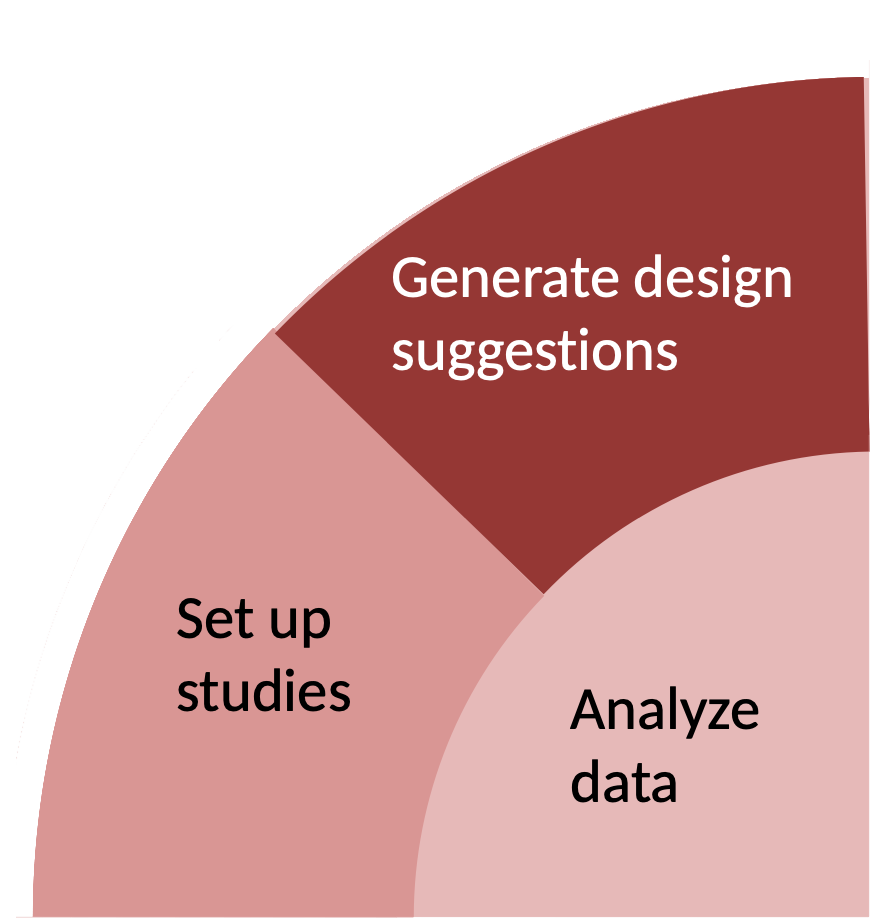 Generate design
suggestions
Set up
studies
Analyze
data